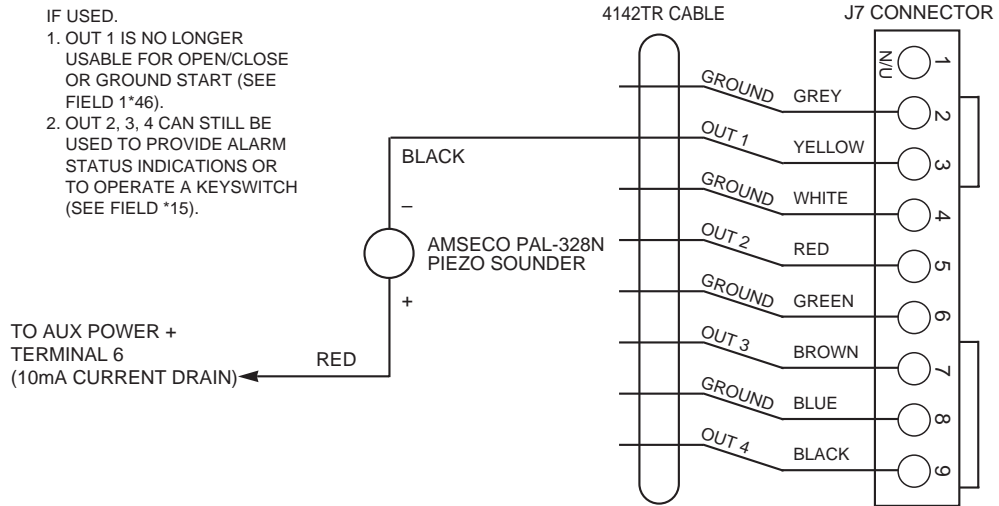 IF USED.
1. OUT 1 IS NO LONGER
USABLE FOR OPEN/CLOSE
OR GROUND START (SEE
FIELD 1*46).
2. OUT 2, 3, 4 CAN STILL BE
USED TO PROVIDE ALARM
STATUS INDICATIONS OR
TO OPERATE A KEYSWITCH
(SEE FIELD *15).
4142TR CABLE
J7 CONNECTOR
N/U 1
GROUND GREY 2
OUT 1 YELLOW 3
GROUND WHITE 4
OUT 2 RED 5
GROUND GREEN 6
OUT 3 BROWN 7
GROUND BLUE 8
OUT 4 BLACK 9
BLACK
–
AMSECO PAL-328N
PIEZO SOUNDER
+
RED
TO AUX POWER +
TERMINAL 6
(10mA CURRENT DRAIN)